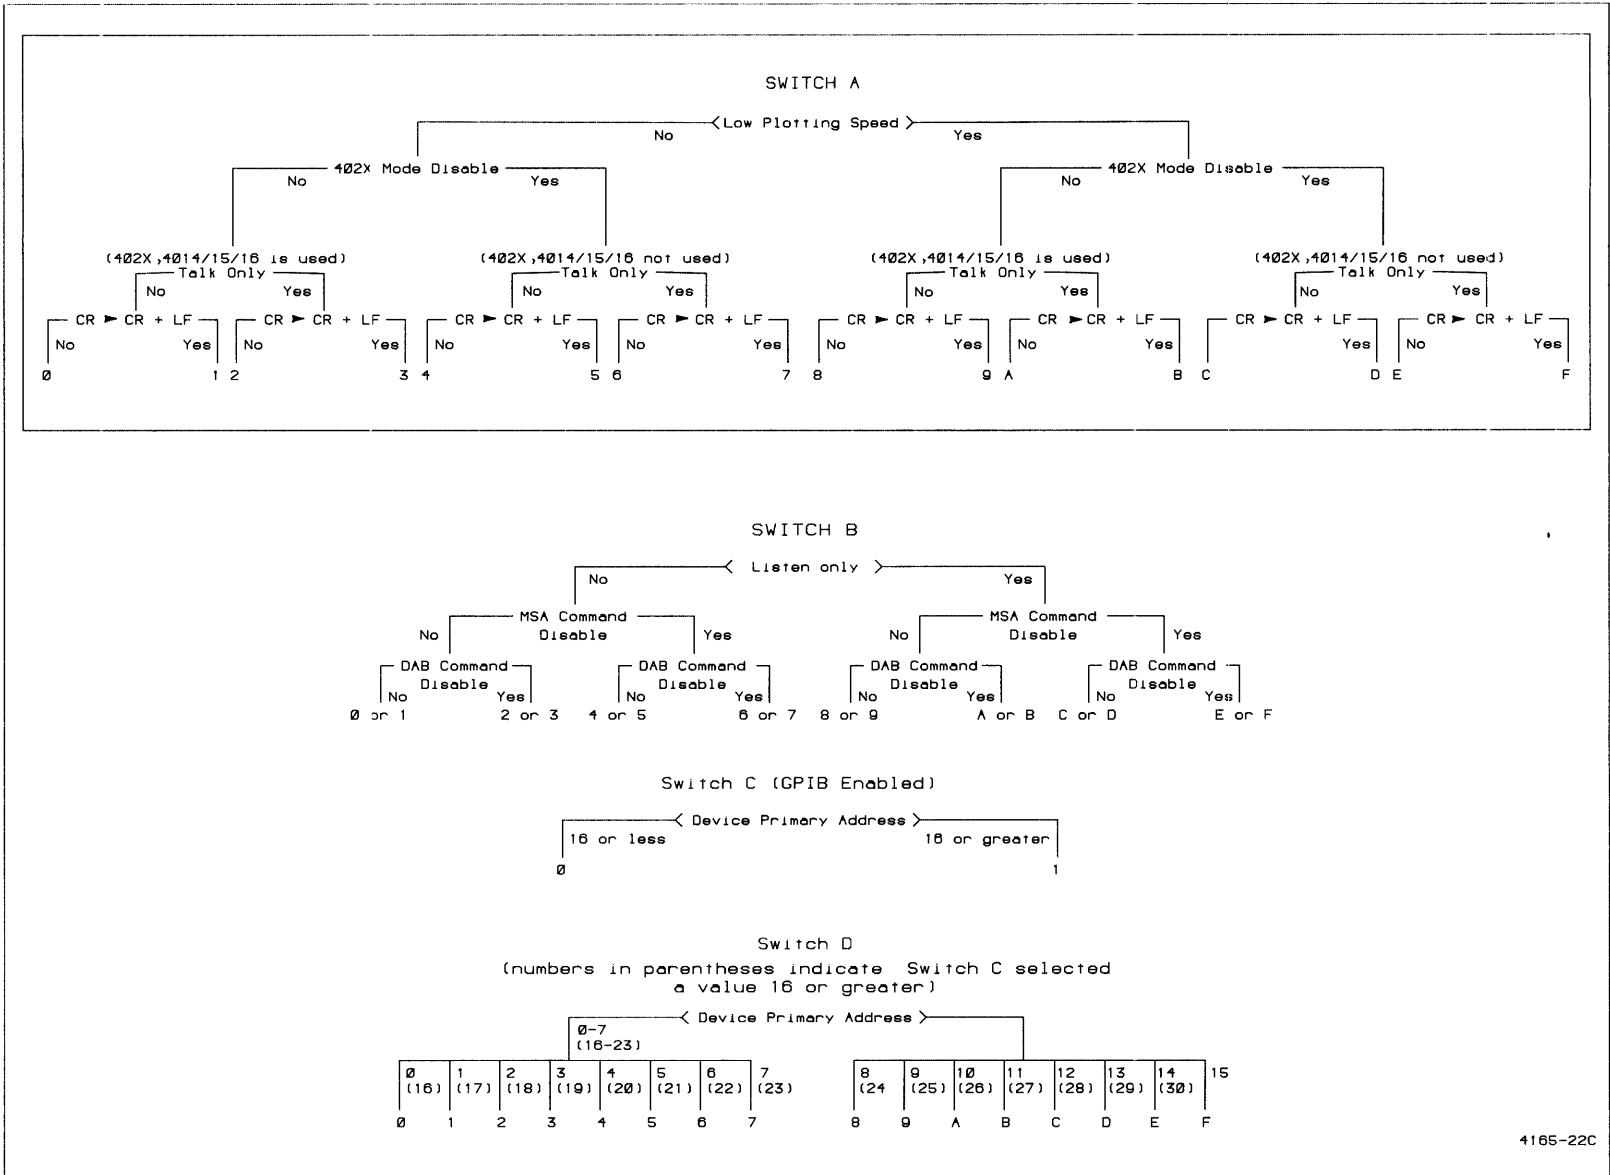 SWITCH A
< Low Plotting Speed >
No Yes
402X Mode Disable 402X Mode Disable
No Yes No Yes
(402X,4014/15/16 is used) (402X,4014/15/16 not used) (402X,4014/15/16 is used) (402X,4014/15/16 not used)
Talk Only Talk Only Talk Only Talk Only
No Yes No Yes No Yes No Yes
CR ► CR + LF CR ► CR + LF CR ► CR + LF CR ► CR + LF CR ► CR + LF CR ► CR + LF CR ► CR + LF CR ► CR + LF
No Yes No Yes No Yes No Yes No Yes No Yes No Yes No Yes
0 1 2 3 4 5 6 7 8 9 A B C D E F
SWITCH B
< Listen only >
No Yes
MSA Command MSA Command
No Disable Yes No Disable Yes
DAB Command DAB Command DAB Command DAB Command
Disable Disable Disable Disable
No Yes No Yes No Yes No Yes
0 or 1 2 or 3 4 or 5 6 or 7 8 or 9 A or B C or D E or F
Switch C (GPIB Enabled)
< Device Primary Address >
16 or less 16 or greater
0 1
Switch D
(numbers in parentheses indicate Switch C selected
a value 16 or greater)
< Device Primary Address >
0-7
(16-23)
0 1 2 3 4 5 6 7 8 9 10 11 12 13 14 15
(16) (17) (18) (19) (20) (21) (22) (23) (24 (25) (26) (27) (28) (29) (30)
0 1 2 3 4 5 6 7 8 9 A B C D E F
4165-22C